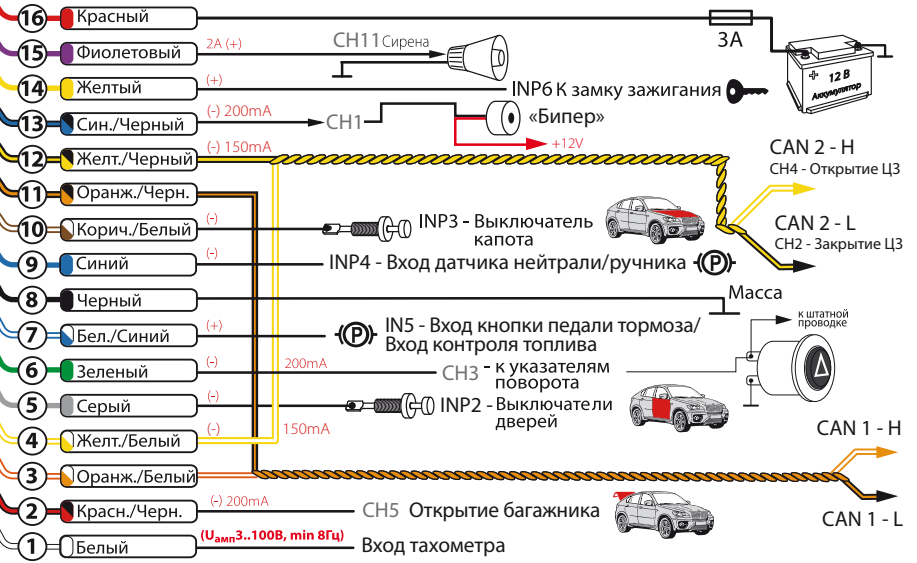 16 Красный
3А
15 Фиолетовый 2А (+) CH11 Сирена
14 Желтый (+) INP6 К замку зажигания
+ 12 В -
Аккумулятор
13 Син./Черный (-) 200mA CH1 «Бипер»
+12V
12 Желт./Черный (-) 150mA
CAN 2 - H
CH4 - Открытие ЦЗ
11 Оранж./Черн.
10 Корич./Белый (-) INP3 - Выключатель
капота
CAN 2 - L
CH2 - Закрытие ЦЗ
9 Синий (-) INP4 - Вход датчика нейтрали/ручника (P)
8 Черный Масса
к штатной
проводке
7 Бел./Синий (+) (P) IN5 - Вход кнопки педали тормоза/
Вход контроля топлива
6 Зеленый (-) 200mA CH3 - к указателям
поворота
5 Серый (-) INP2 - Выключатели
дверей
4 Желт./Белый (-) 150mA
CAN 1 - H
3 Оранж./Белый
2 Красн./Черн. (-) 200mA CH5 Открытие багажника
CAN 1 - L
1 Белый (Uамп3..100В, min 8Гц) Вход тахометра